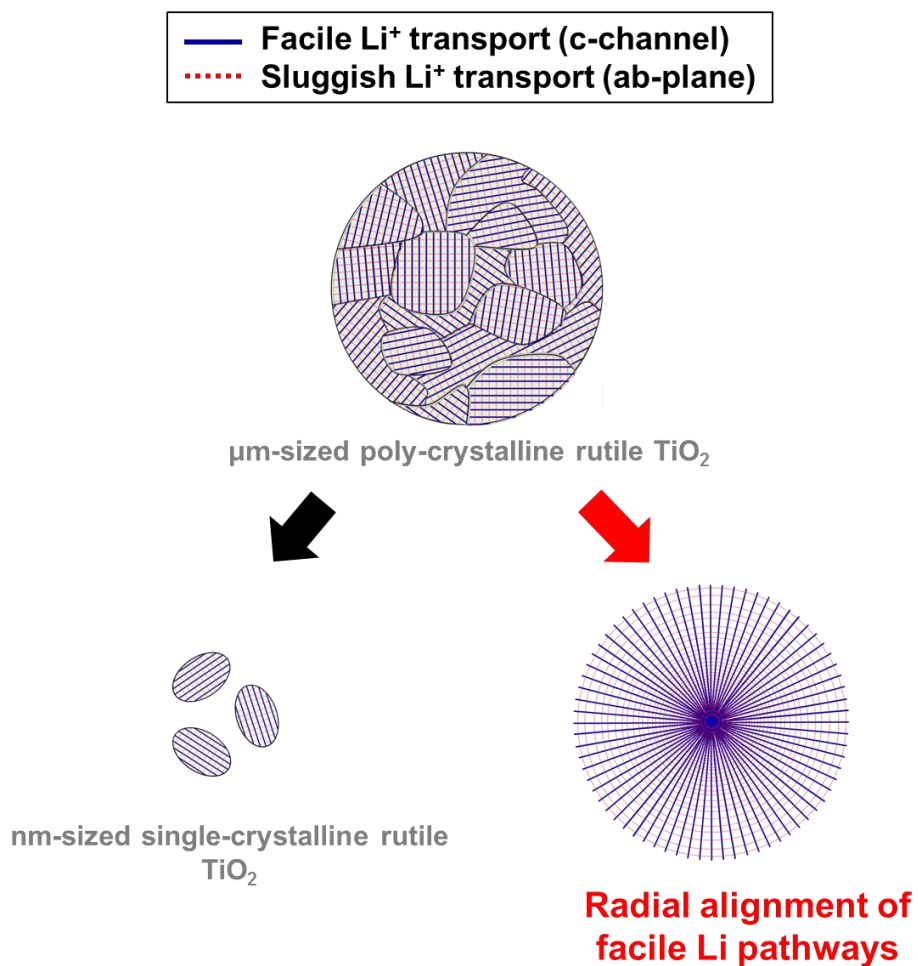 Facile Li⁺ transport (c-channel)
Sluggish Li⁺ transport (ab-plane)
μm-sized poly-crystalline rutile TiO₂
nm-sized single-crystalline rutile
TiO₂
Radial alignment of
facile Li pathways